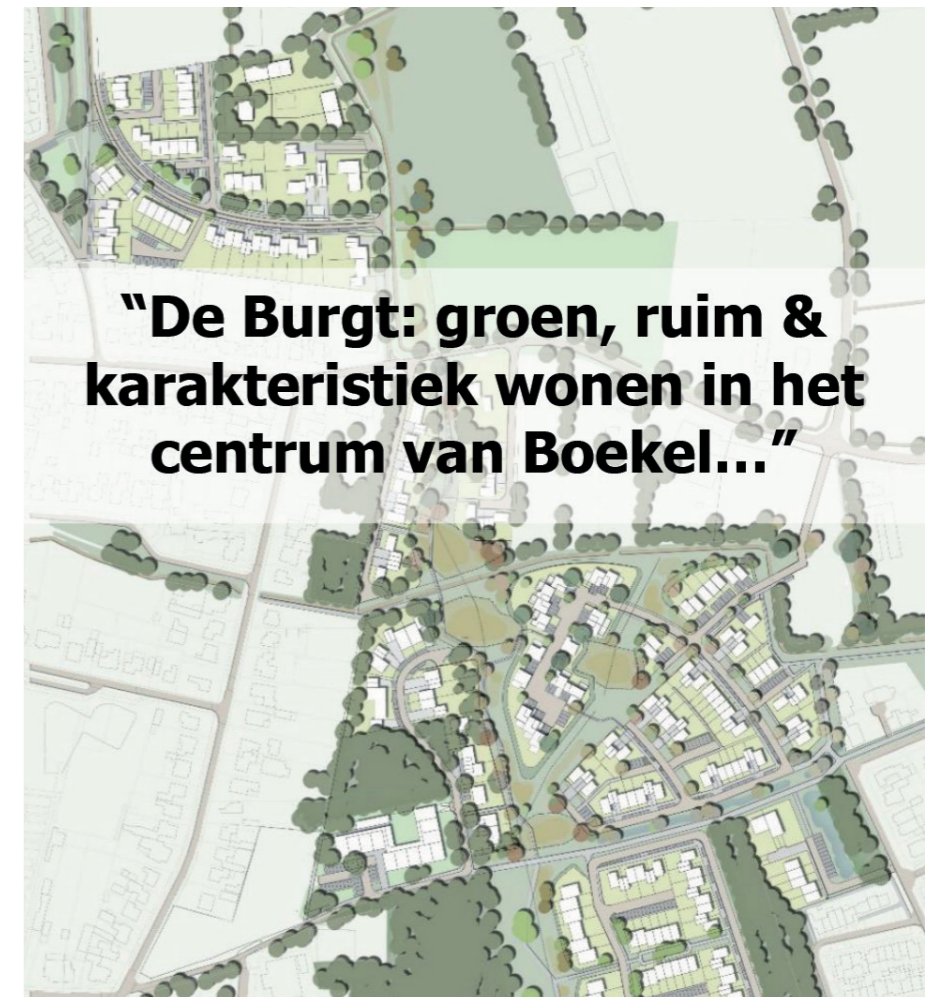 “De Burgt: groen, ruim &
karakteristiek wonen in het
centrum van Boekel...”